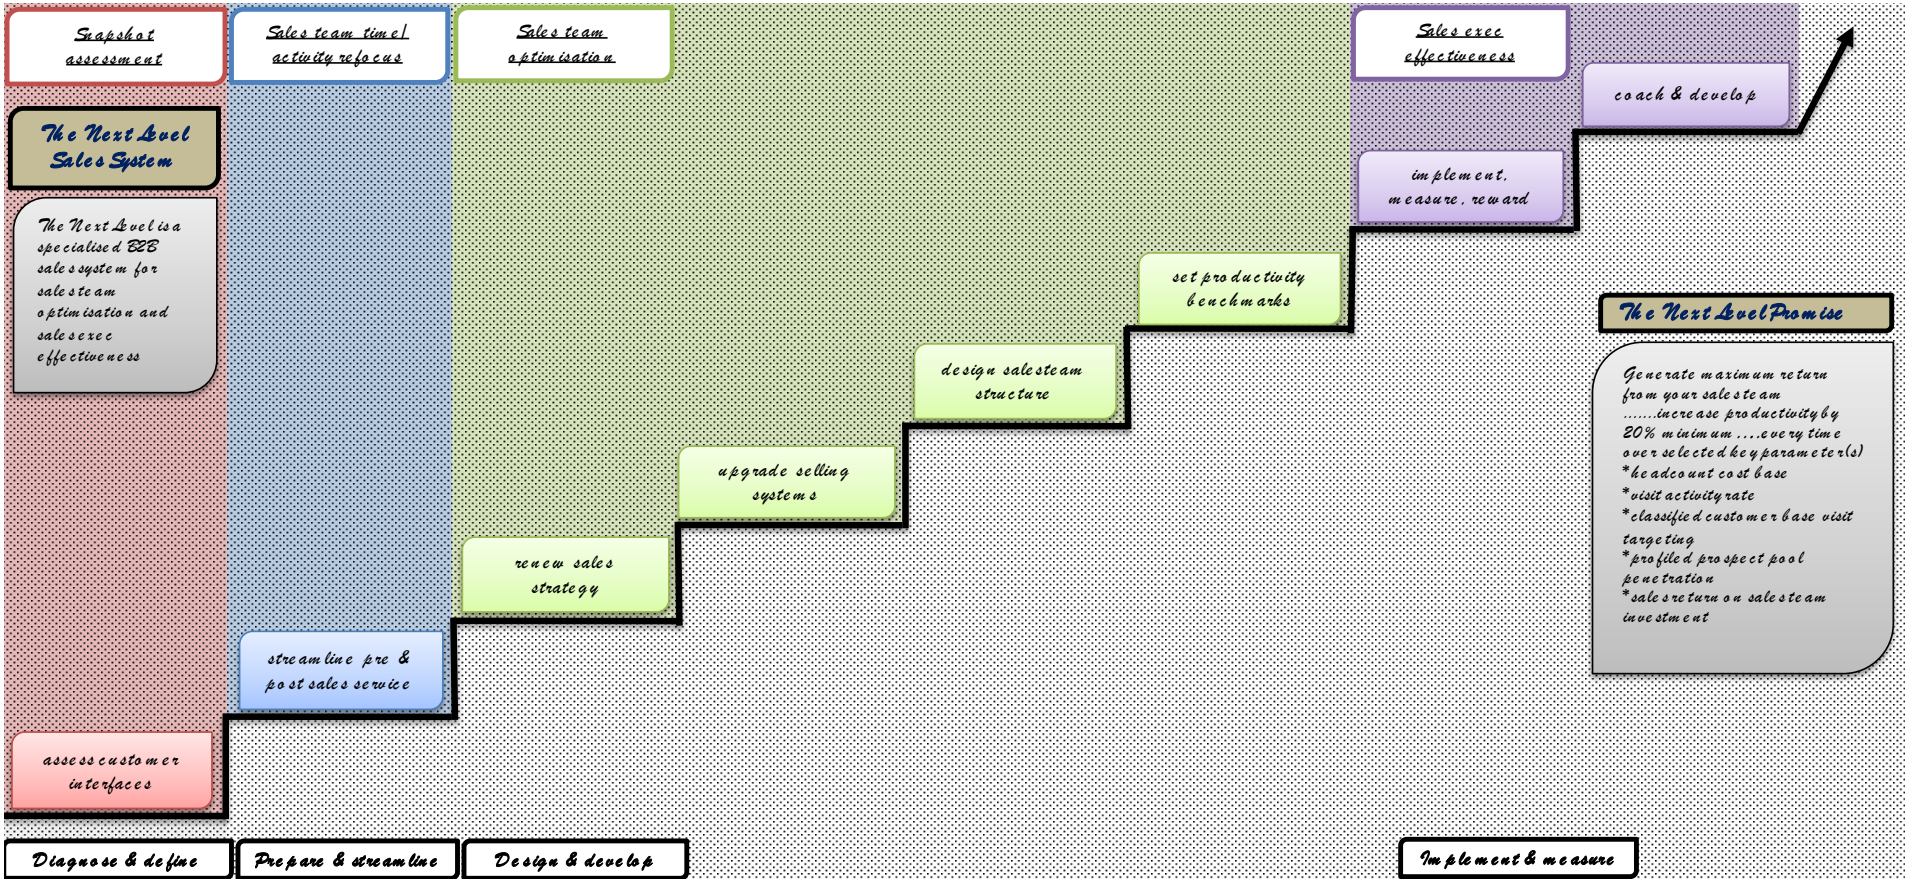 Snapshot
assessment
Sales team time/
activity refocus
Sales team
optimisation
Sales exec
effectiveness
coach & develop
The Next Level
Sales System
implement,
measure, reward
The Next Level is a
specialised B2B
sales system for
sales team
optimisation and
sales exec
effectiveness
set productivity
benchmarks
The Next Level Promise
design sales team
structure
Generate maximum return
from your sales team
.......increase productivity by
20% minimum ....every time
over selected key parameter(s)
*headcount cost base
*visit activity rate
*classified customer base visit
targeting
*profiled prospect pool
penetration
*sales return on sales team
investment
upgrade selling
systems
renew sales
strategy
streamline pre &
post sales service
assess customer
interfaces
Diagnose & define
Prepare & streamline
Design & develop
Implement & measure